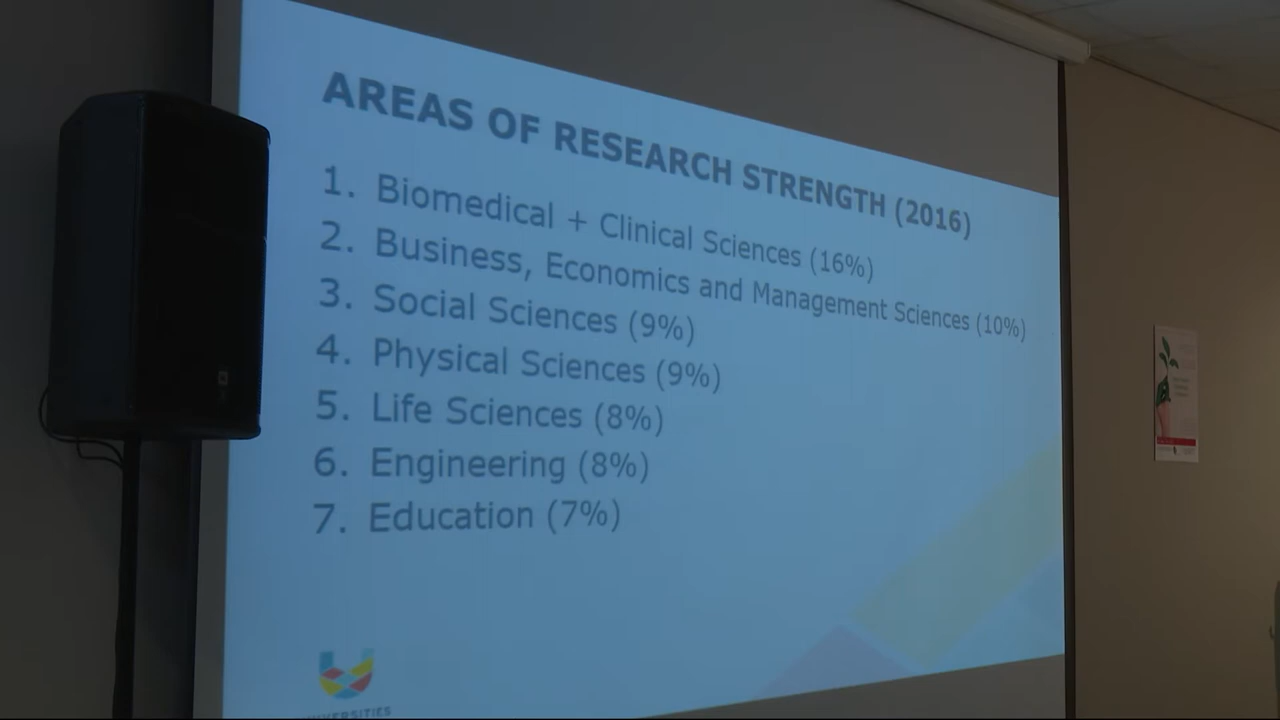 AREAS OF RESEARCH STRENGTH (2016)
1. Biomedical + Clinical Sciences (16%)
2. Business, Economics and Management Sciences (10%)
3. Social Sciences (9%)
4. Physical Sciences (9%)
5. Life Sciences (8%)
6. Engineering (8%)
7. Education (7%)
UNIVERSITIES